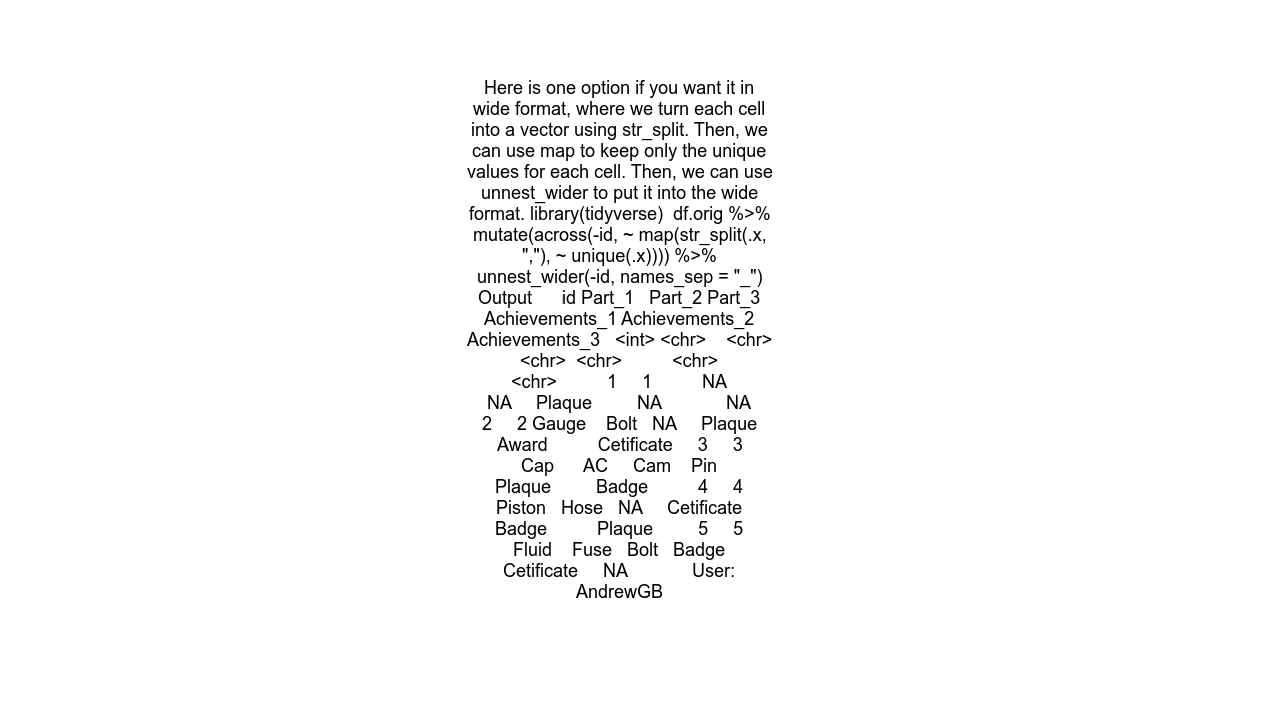 Here is one option if you want it in
wide format, where we turn each cell
into a vector using str_split. Then, we
can use map to keep only the unique
values for each cell. Then, we can use
unnest_wider to put it into the wide
format. library(tidyverse)  df.orig %>%
mutate(across(-id, ~ map(str_split(.x,
","), ~ unique(.x)))) %>%
unnest_wider(-id, names_sep = "_")
Output      id Part_1   Part_2 Part_3
Achievements_1 Achievements_2
Achievements_3   <int> <chr>    <chr>
<chr>  <chr>          <chr>
<chr>          1     1          NA
NA     Plaque         NA             NA
2     2 Gauge    Bolt   NA     Plaque
Award          Cetificate     3     3
Cap      AC     Cam    Pin
Plaque         Badge          4     4
Piston   Hose   NA     Cetificate
Badge          Plaque         5     5
Fluid    Fuse   Bolt   Badge
Cetificate     NA             User:
AndrewGB